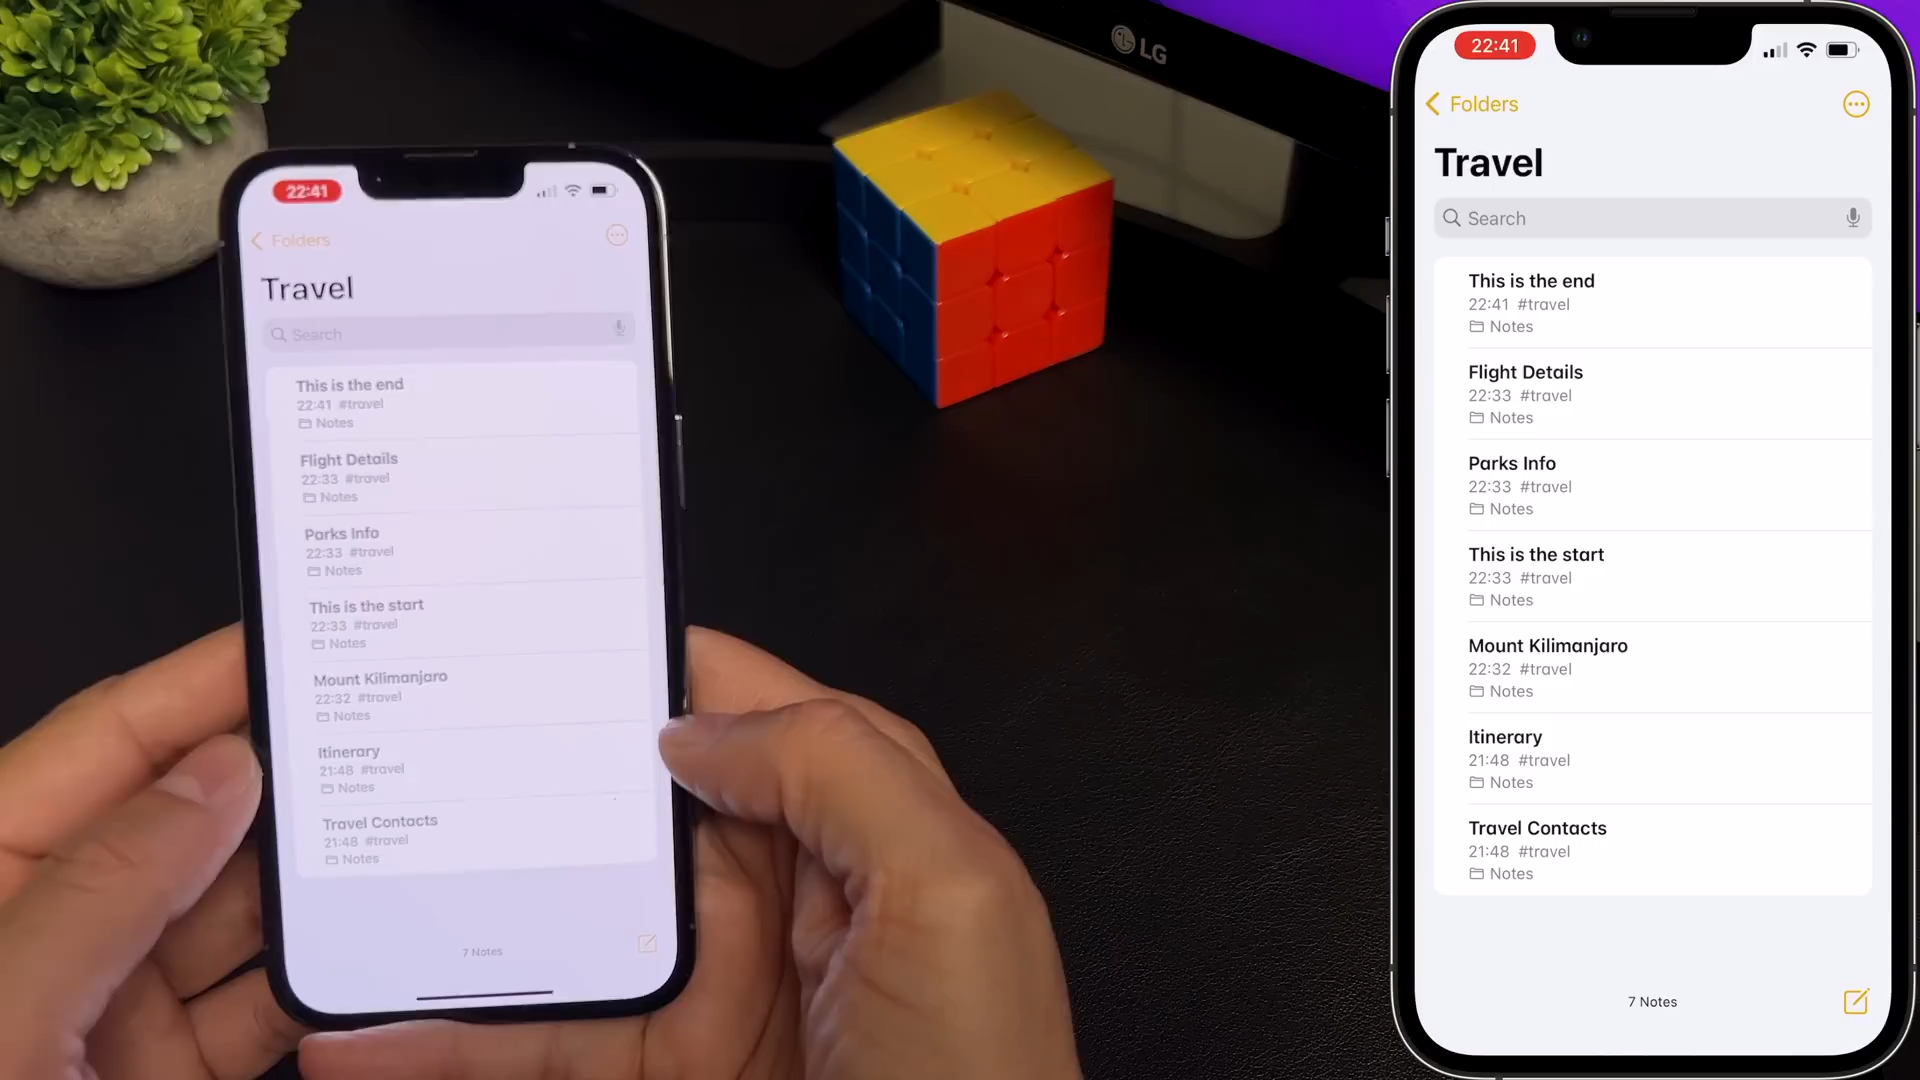 LG
22:41
Folders
Travel
Search
This is the end
22:41 #travel
Notes
Flight Details
22:33 #travel
Notes
Parks Info
22:33 #travel
Notes
This is the start
22:33 #travel
Notes
Mount Kilimanjaro
22:32 #travel
Notes
Itinerary
21:48 #travel
Notes
Travel Contacts
21:48 #travel
Notes
7 Notes
22:41
Folders
Travel
Search
This is the end
22:41 #travel
Notes
Flight Details
22:33 #travel
Notes
Parks Info
22:33 #travel
Notes
This is the start
22:33 #travel
Notes
Mount Kilimanjaro
22:32 #travel
Notes
Itinerary
21:48 #travel
Notes
Travel Contacts
21:48 #travel
Notes
7 Notes